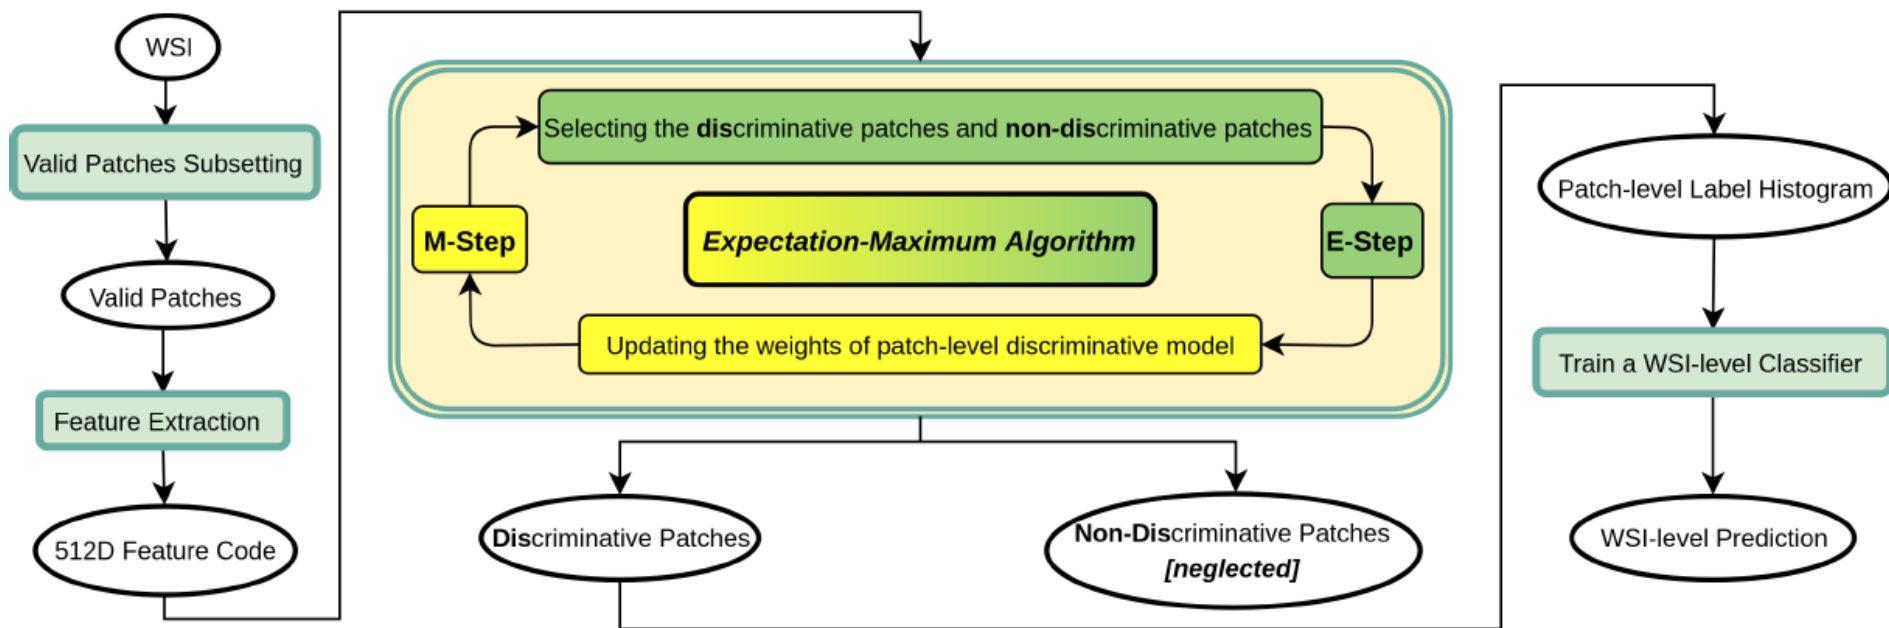 WSI
Valid Patches Subsetting
Valid Patches
Feature Extraction
512D Feature Code
Selecting the discriminative patches and non-discriminative patches
M-Step
Expectation-Maximum Algorithm
E-Step
Updating the weights of patch-level discriminative model
Discriminative Patches
Non-Discriminative Patches
[neglected]
Patch-level Label Histogram
Train a WSI-level Classifier
WSI-level Prediction